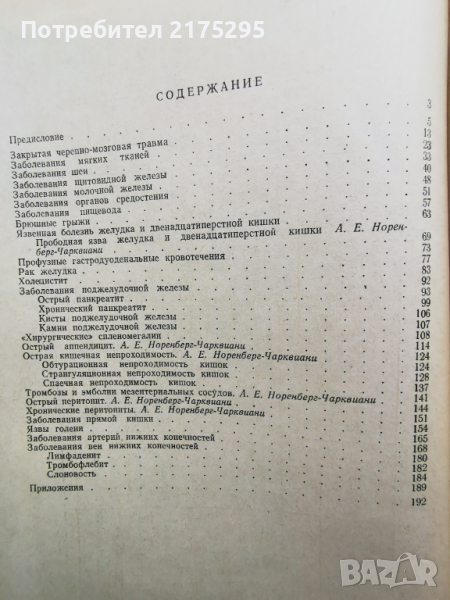 Потребител 2175295
СОДЕРЖАНИЕ
Предисловие 3
Закрытая черепно-мозговая травма 5
Заболевания мягких тканей 13
Заболевания шеи 23
Заболевания щитовидной железы 33
Заболевания молочной железы 40
Заболевания органов средостения 48
Заболевания пищевода 51
Брюшные грыжи 57
Язвенная болезнь желудка и двенадцатиперстной кишки 63
Прободная язва желудка и двенадцатиперстной кишки А. Е. Норен-
берг-Чарквиани 69
Профузные гастродуоденальные кровотечения 73
Рак желудка 77
Холецистит 83
Заболевания поджелудочной железы 92
Острый панкреатит 93
Хронический панкреатит 99
Кисты поджелудочной железы 106
Камни поджелудочной железы 107
«Хирургические» спленомегалии 108
Острый аппендицит. А. Е. Норенберг-Чарквиани 114
Острая кишечная непроходимость. А. Е. Норенберг-Чарквиани 124
Обтурационная непроходимость кишок 124
Странгуляционная непроходимость кишок 128
Спаечная непроходимость кишок 137
Тромбозы и эмболии мезентериальных сосудов. А. Е. Норенберг-Чарквиани 141
Острый перитонит. А. Е. Норенберг-Чарквиани 144
Хронические перитониты. А. Е. Норенберг-Чарквиани 151
Заболевания прямой кишки 154
Язвы голени 165
Заболевания артерий нижних конечностей 168
Заболевания вен нижних конечностей 180
Лимфаденит 182
Тромбофлебит 184
Слоновость 189
Приложения 192
BAZAR.bg